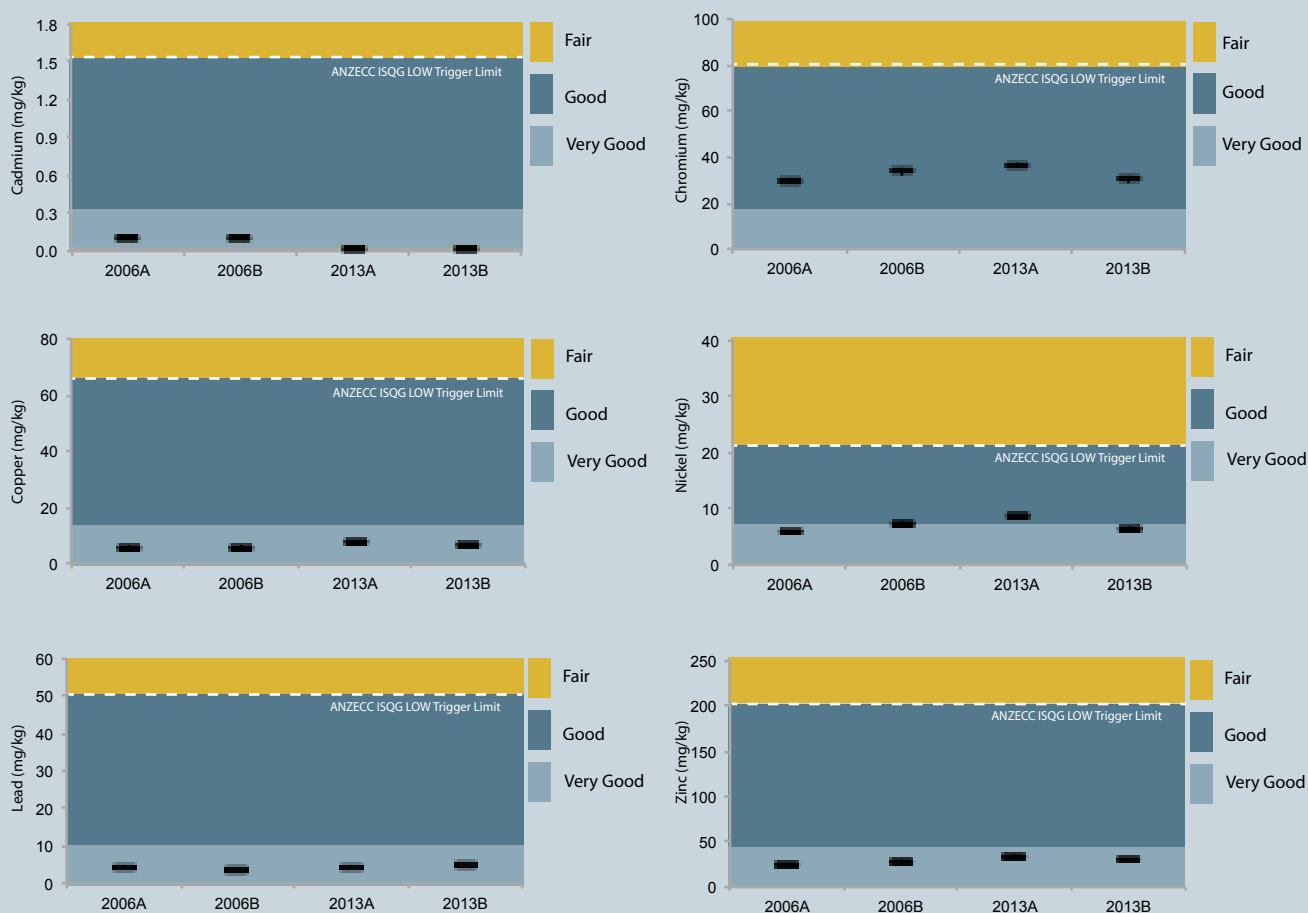 Cadmium (mg/kg)
1.8
1.5
1.2
0.9
0.6
0.3
0.0
ANZECC ISQG LOW Trigger Limit
2006A 2006B 2013A 2013B
Fair
Good
Very Good
Chromium (mg/kg)
100
80
60
40
20
0
ANZECC ISQG LOW Trigger Limit
2006A 2006B 2013A 2013B
Fair
Good
Very Good
Copper (mg/kg)
80
60
40
20
0
ANZECC ISQG LOW Trigger Limit
2006A 2006B 2013A 2013B
Fair
Good
Very Good
Nickel (mg/kg)
40
30
20
10
0
ANZECC ISQG LOW Trigger Limit
2006A 2006B 2013A 2013B
Fair
Good
Very Good
Lead (mg/kg)
60
50
40
30
20
10
0
ANZECC ISQG LOW Trigger Limit
2006A 2006B 2013A 2013B
Fair
Good
Very Good
Zinc (mg/kg)
250
200
150
100
50
0
ANZECC ISQG LOW Trigger Limit
2006A 2006B 2013A 2013B
Fair
Good
Very Good